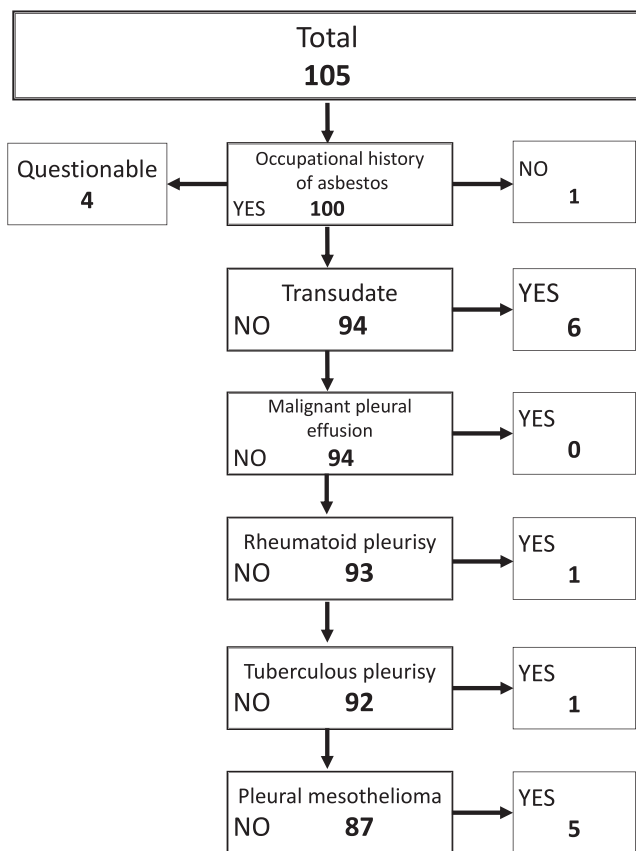 Total
105
Questionable
4
Occupational history
of asbestos
YES 100
NO
1
Transudate
NO 94
YES
6
Malignant pleural
effusion
NO 94
YES
0
Rheumatoid pleurisy
NO 93
YES
1
Tuberculous pleurisy
NO 92
YES
1
Pleural mesothelioma
NO 87
YES
5